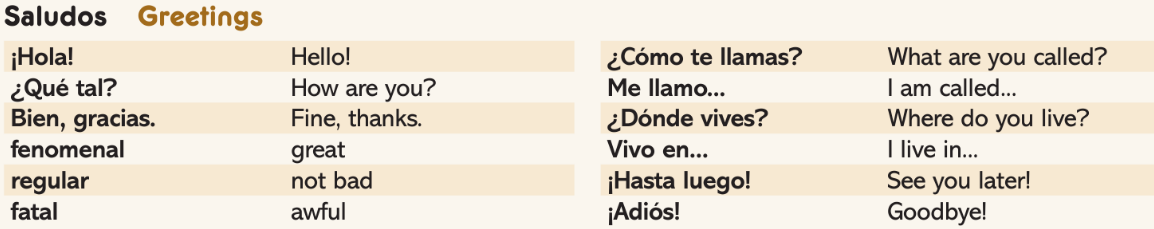 Saludos Greetings
¡Hola! Hello!
¿Qué tal? How are you?
Bien, gracias. Fine, thanks.
fenomenal great
regular not bad
fatal awful
¿Cómo te llamas? What are you called?
Me llamo... I am called...
¿Dónde vives? Where do you live?
Vivo en... I live in...
¡Hasta luego! See you later!
¡Adiós! Goodbye!